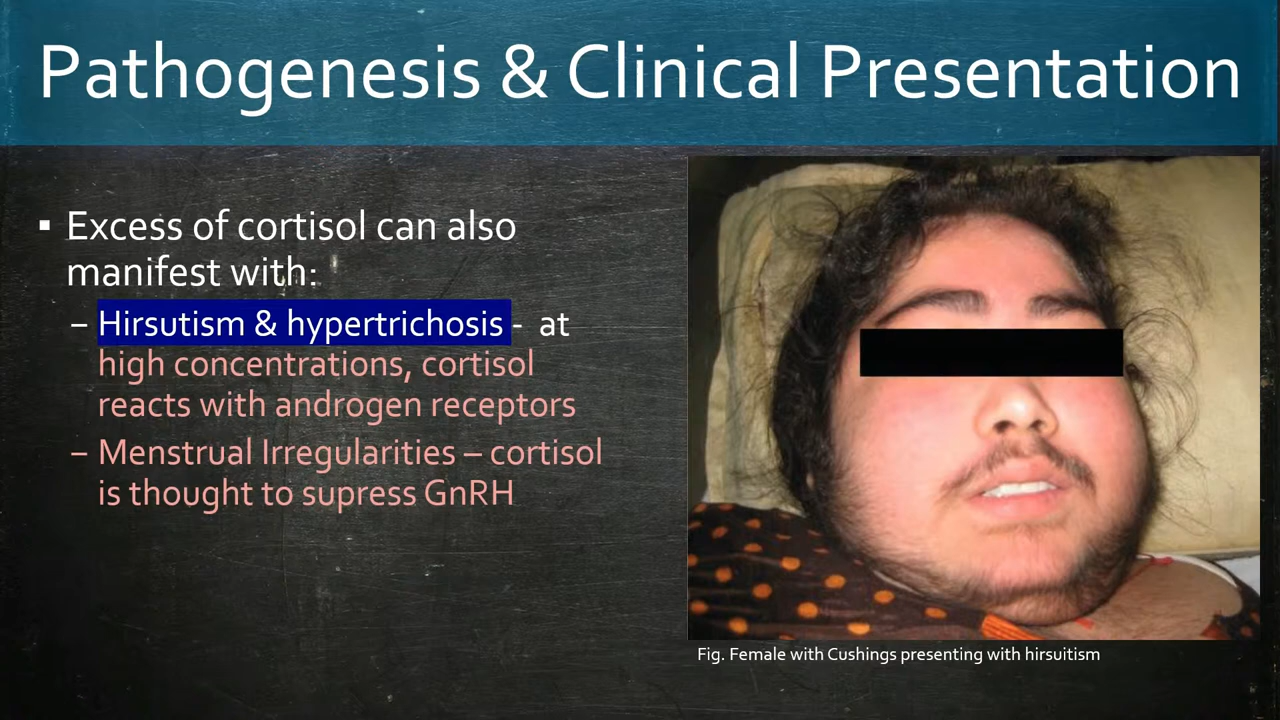 Pathogenesis & Clinical Presentation
▪ Excess of cortisol can also
manifest with:
– Hirsutism & hypertrichosis - at
high concentrations, cortisol
reacts with androgen receptors
– Menstrual Irregularities – cortisol
is thought to supress GnRH
Fig. Female with Cushings presenting with hirsuitism